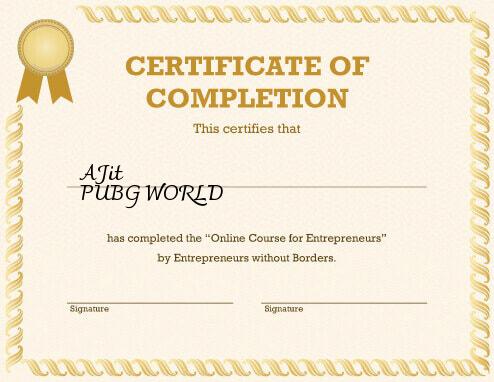 CERTIFICATE OF
COMPLETION
This certifies that
AJit
PUBG WORLD
has completed the “Online Course for Entrepreneurs”
by Entrepreneurs without Borders.
Signature
Signature